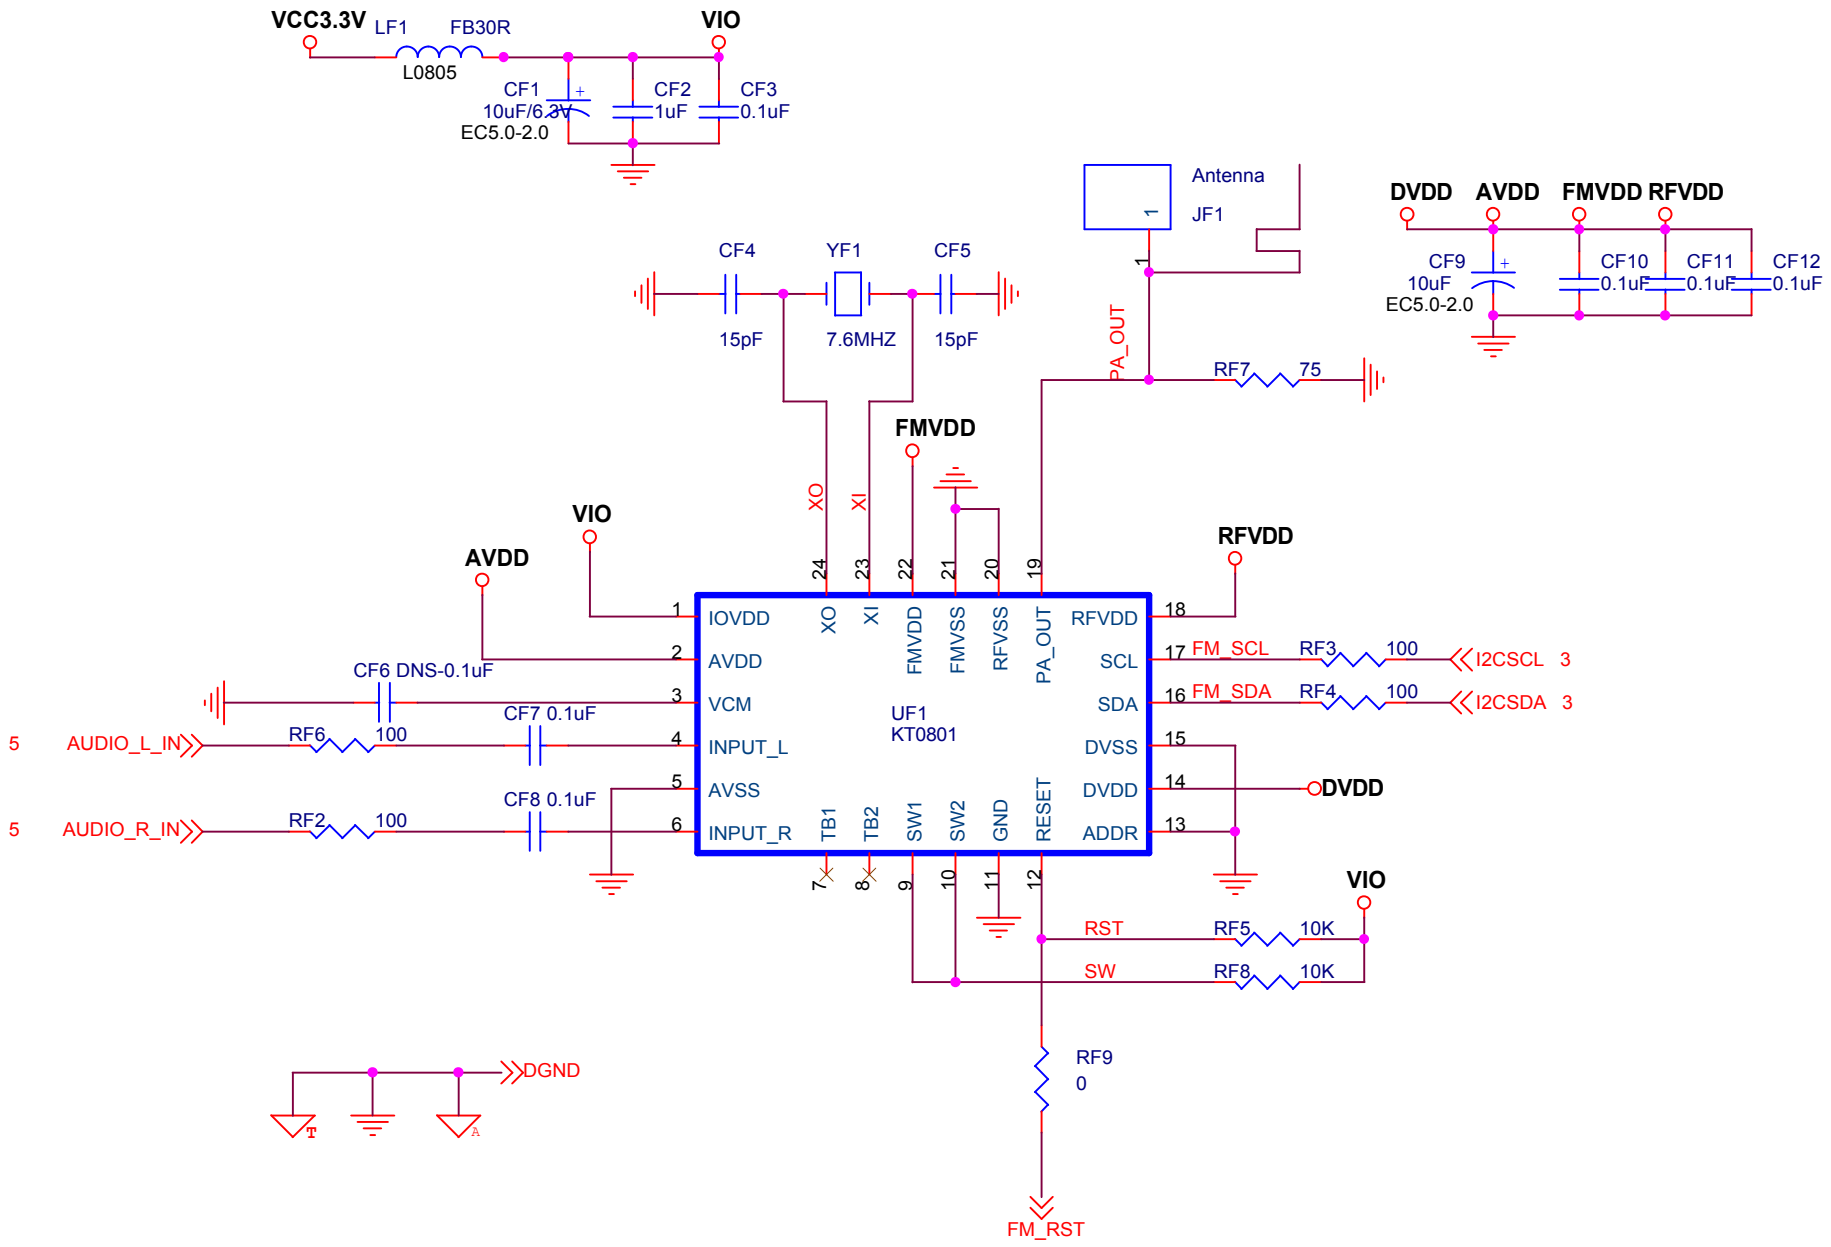 VCC3.3V
LF1 FB30R
L0805
VIO
CF1
10uF/6.3V
EC5.0-2.0
+
CF2
1uF
CF3
0.1uF
Antenna
JF1
1
1
PA_OUT
DVDD AVDD FMVDD RFVDD
CF9
10uF
EC5.0-2.0
+
CF10
0.1uF
CF11
0.1uF
CF12
0.1uF
CF4
15pF
YF1
7.6MHZ
CF5
15pF
RF7 75
FMVDD
XO
XI
VIO
AVDD
RFVDD
24 23 22 21 20 19
XO XI FMVDD FMVSS RFVSS PA_OUT
1 IOVDD
2 AVDD
3 VCM
4 INPUT_L
5 AVSS
6 INPUT_R
CF6 DNS-0.1uF
CF7 0.1uF
5 AUDIO_L_IN RF6 100
CF8 0.1uF
5 AUDIO_R_IN RF2 100
UF1
KT0801
RFVDD 18
SCL 17 FM_SCL RF3 100 I2CSCL 3
SDA 16 FM_SDA RF4 100 I2CSDA 3
DVSS 15
DVDD 14 DVDD
ADDR 13
TB1 TB2 SW1 SW2 GND RESET
7 8 9 10 11 12
VIO
RST RF5 10K
SW RF8 10K
RF9
0
FM_RST
DGND
T
A